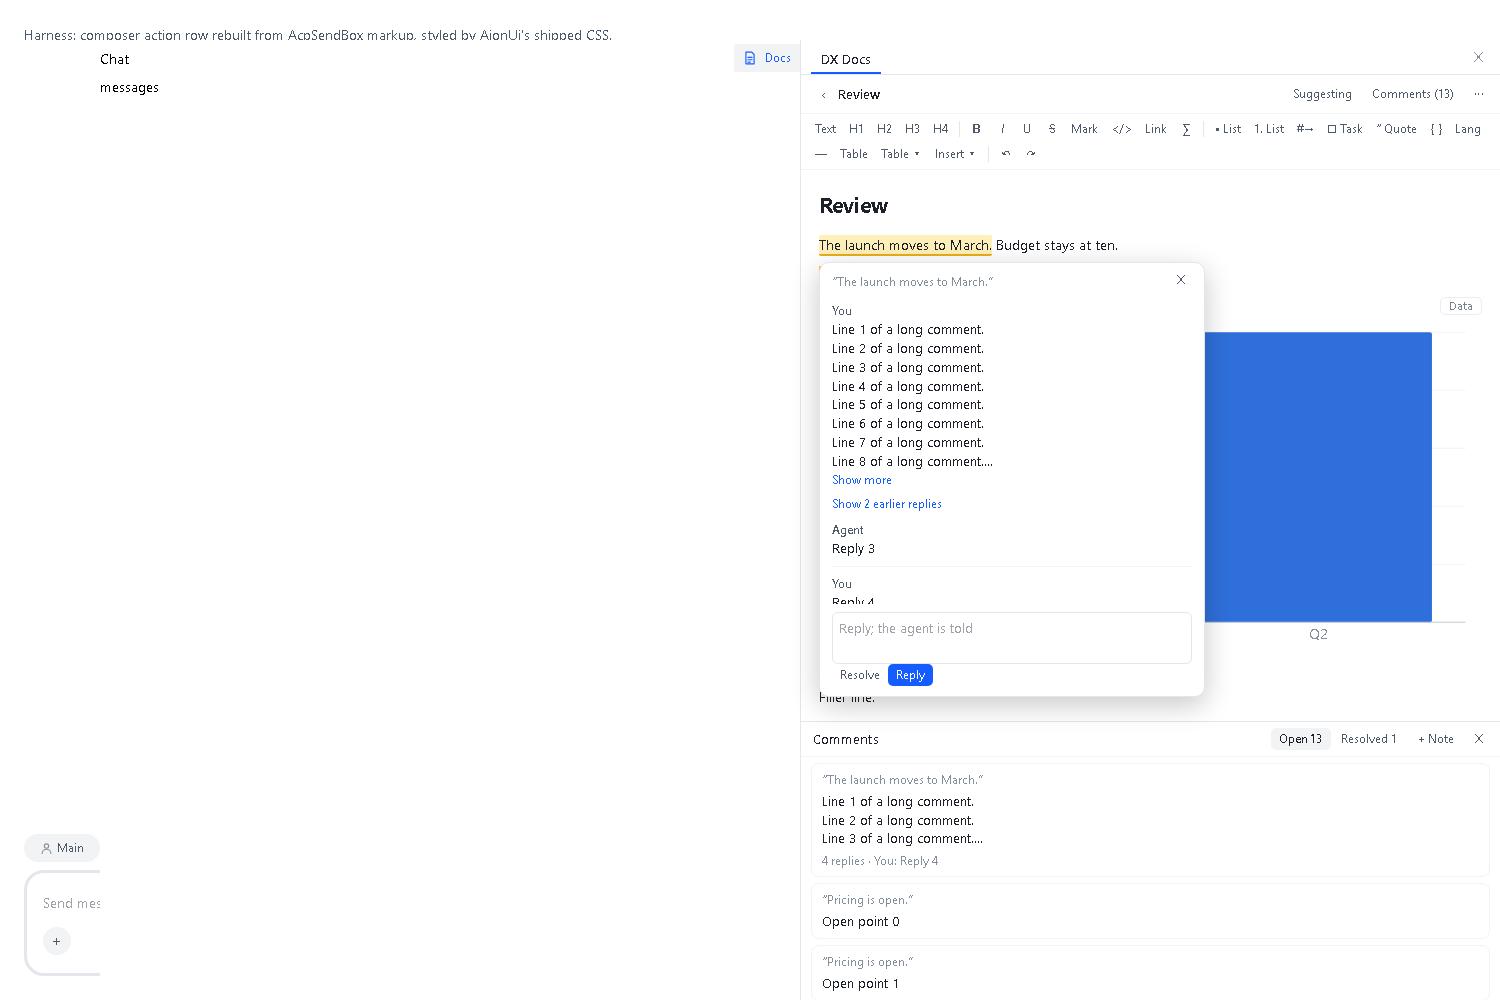 Harness: composer action row rebuilt from AcpSendBox markup, styled by AionUi's shipped CSS.
Chat
messages
Docs
DX Docs
Review
Suggesting
Comments (13)
Text H1 H2 H3 H4 B I U S Mark </> Link ∑ • List 1. List #→ ☐ Task " Quote { } Lang
— Table Table ▾ Insert ▾
Review
The launch moves to March. Budget stays at ten.
"The launch moves to March."
You
Line 1 of a long comment.
Line 2 of a long comment.
Line 3 of a long comment.
Line 4 of a long comment.
Line 5 of a long comment.
Line 6 of a long comment.
Line 7 of a long comment.
Line 8 of a long comment....
Show more
Show 2 earlier replies
Agent
Reply 3
You
Reply 4
Reply; the agent is told
Resolve Reply
Data
Q2
Filler line.
Comments
Open 13
Resolved 1
+ Note
"The launch moves to March."
Line 1 of a long comment.
Line 2 of a long comment.
Line 3 of a long comment....
4 replies · You: Reply 4
"Pricing is open."
Open point 0
"Pricing is open."
Open point 1
Main
Send mes
+